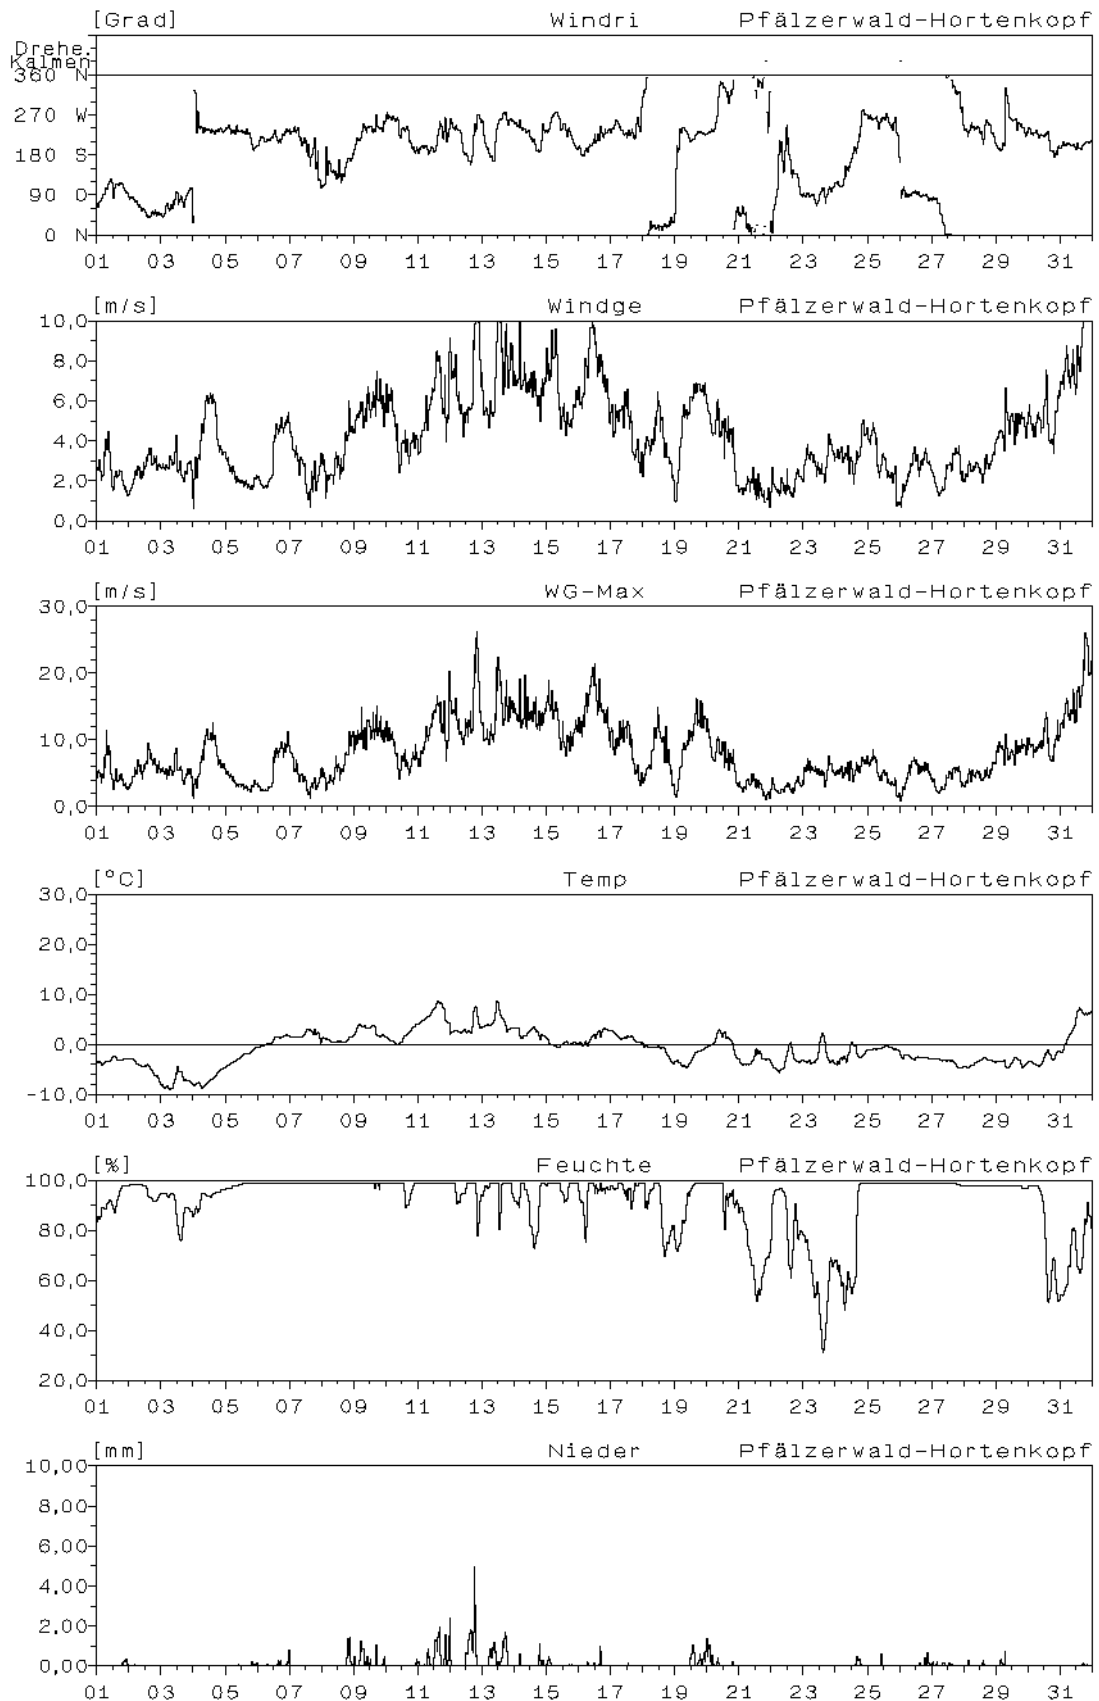 [Grad] Windri Pfälzerwald-Hortenkopf
Drehe.
Kalmen
360 N
270 W
180 S
90 O
0 N
01 03 05 07 09 11 13 15 17 19 21 23 25 27 29 31
[m/s] Windge Pfälzerwald-Hortenkopf
10,0
8,0
6,0
4,0
2,0
0,0
01 03 05 07 09 11 13 15 17 19 21 23 25 27 29 31
[m/s] WG-Max Pfälzerwald-Hortenkopf
30,0
20,0
10,0
0,0
01 03 05 07 09 11 13 15 17 19 21 23 25 27 29 31
[°C] Temp Pfälzerwald-Hortenkopf
30,0
20,0
10,0
0,0
-10,0
01 03 05 07 09 11 13 15 17 19 21 23 25 27 29 31
[%] Feuchte Pfälzerwald-Hortenkopf
100,0
80,0
60,0
40,0
20,0
01 03 05 07 09 11 13 15 17 19 21 23 25 27 29 31
[mm] Nieder Pfälzerwald-Hortenkopf
10,00
8,00
6,00
4,00
2,00
0,00
01 03 05 07 09 11 13 15 17 19 21 23 25 27 29 31